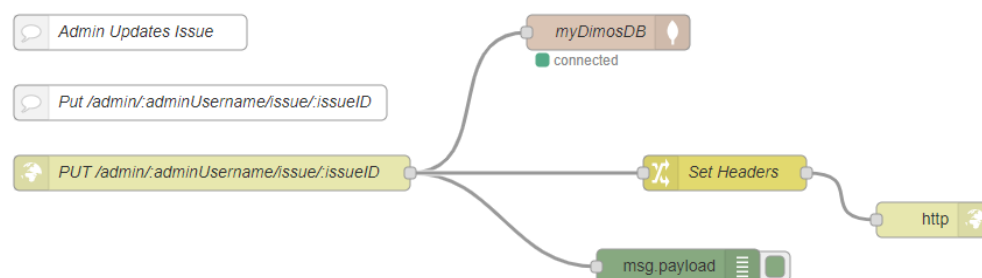 Admin Updates Issue
myDimosDB
connected
Put /admin/:adminUsername/issue/:issueID
PUT /admin/:adminUsername/issue/:issueID
Set Headers
http
msg.payload